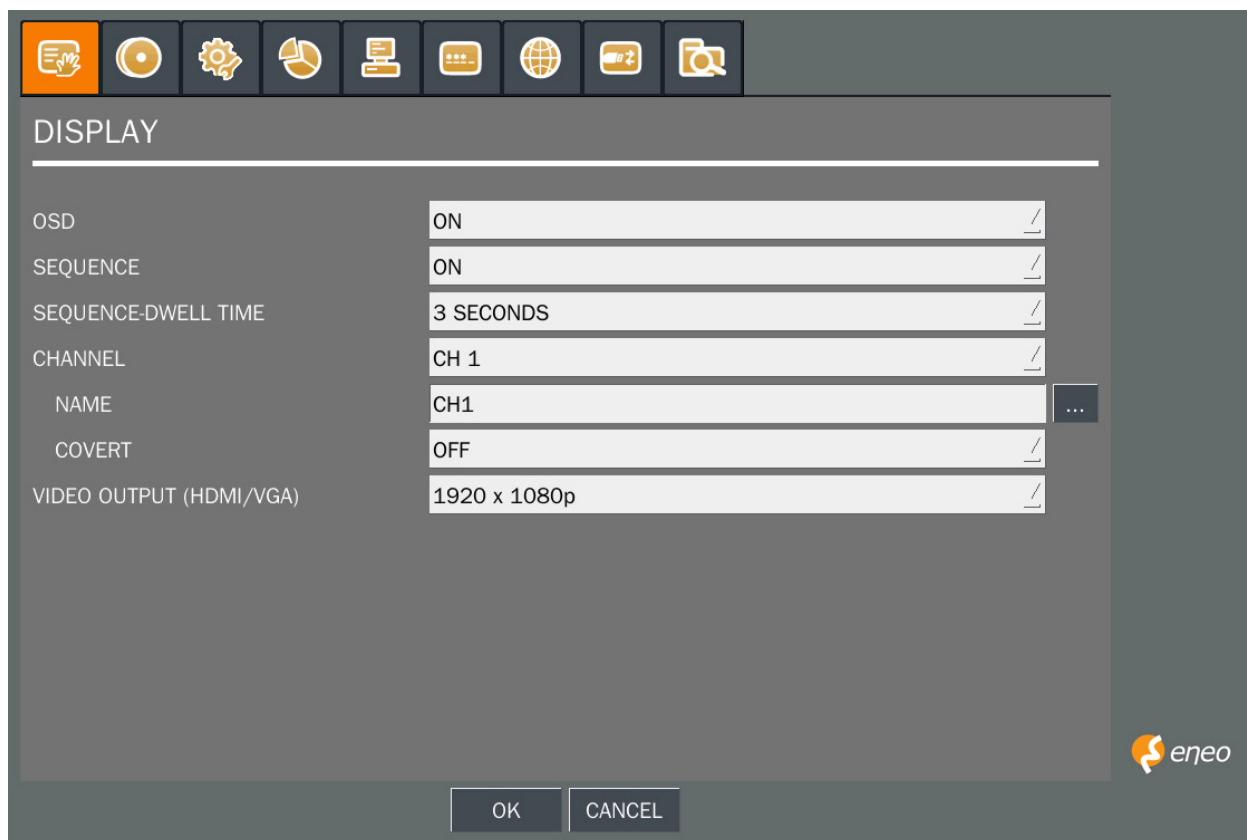 DISPLAY
OSD ON
SEQUENCE ON
SEQUENCE-DWELL TIME 3 SECONDS
CHANNEL CH 1
NAME CH1 ...
COVERT OFF
VIDEO OUTPUT (HDMI/VGA) 1920 x 1080p
eneo
OK CANCEL